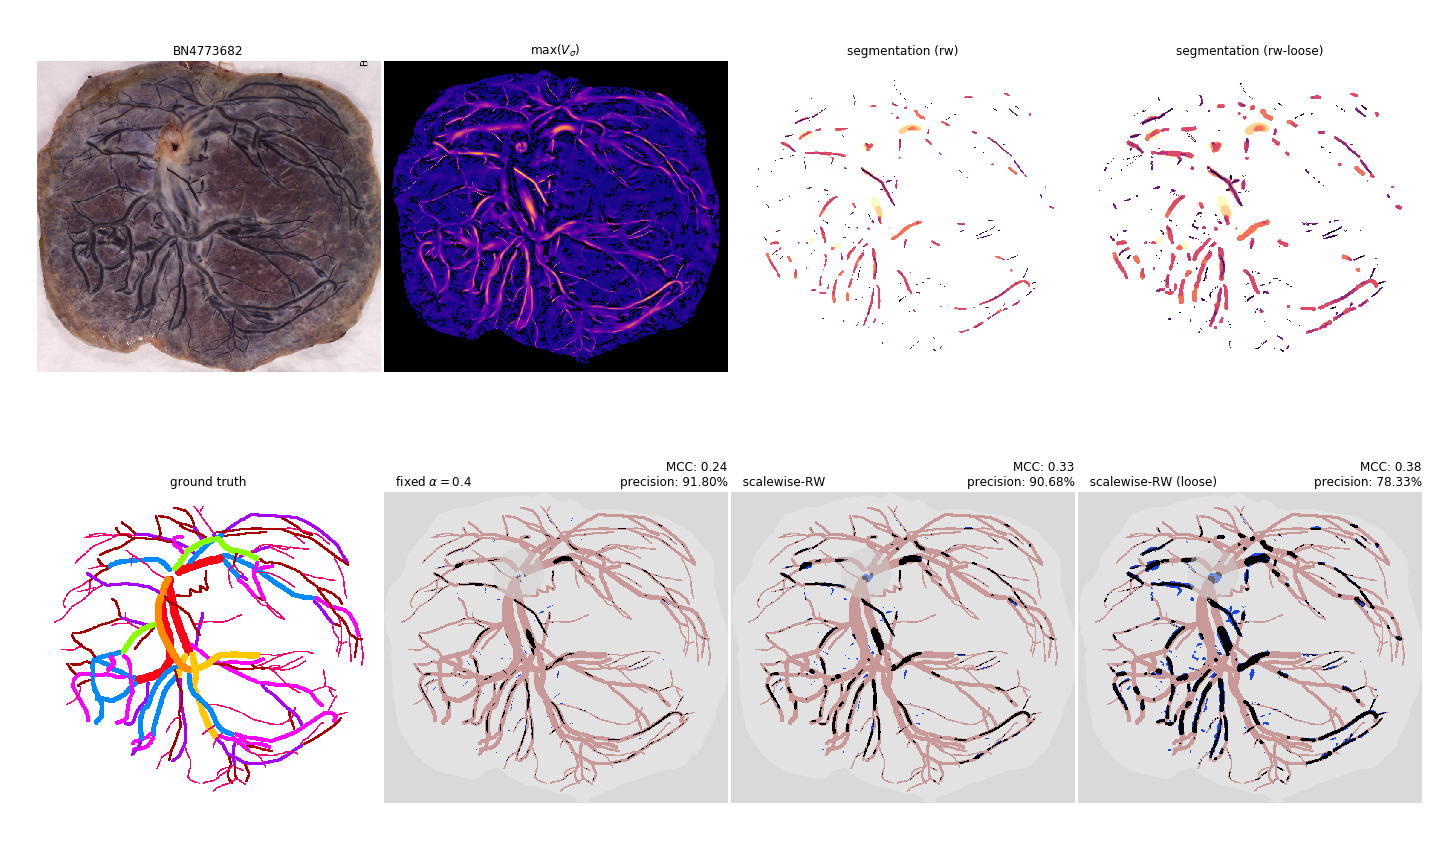 BN4773682
max(Vσ)
segmentation (rw)
segmentation (rw-loose)
B
ground truth
fixed α = 0.4
MCC: 0.24
precision: 91.80%
scalewise-RW
MCC: 0.33
precision: 90.68%
scalewise-RW (loose)
MCC: 0.38
precision: 78.33%